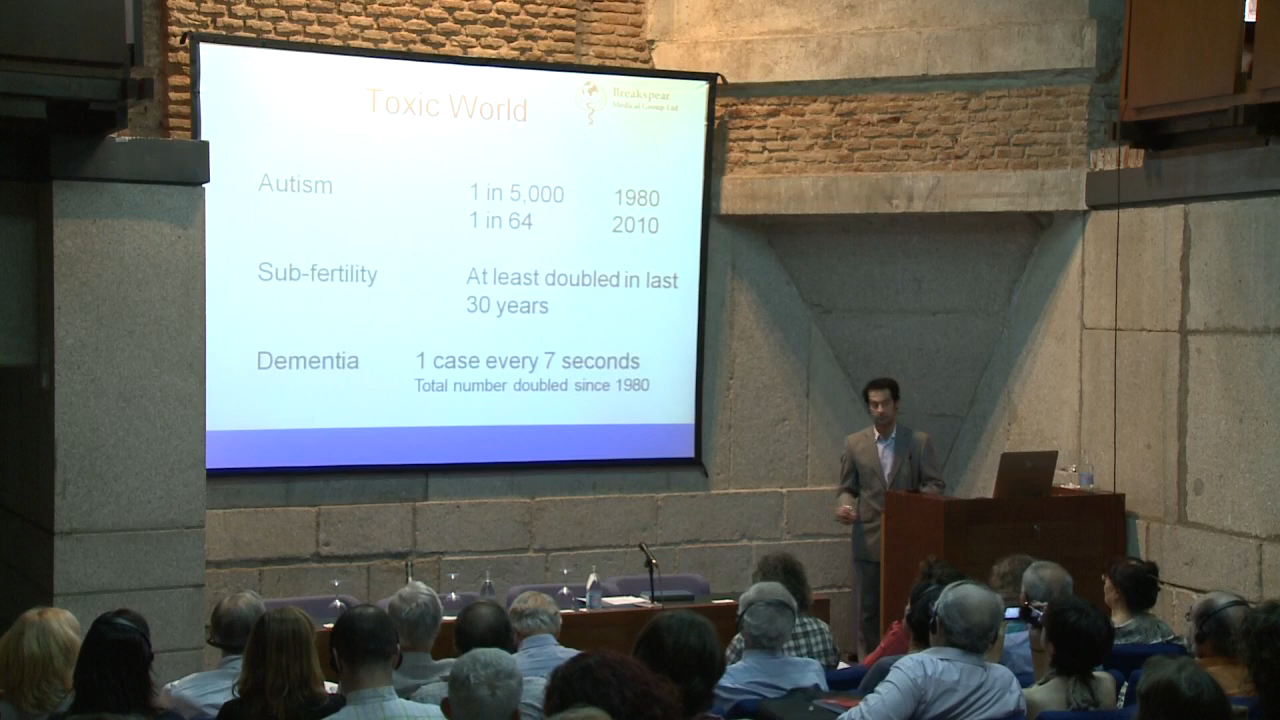 Toxic World
Breakspear
Medical Group Ltd
Autism
1 in 5,000 1980
1 in 64 2010
Sub-fertility
At least doubled in last
30 years
Dementia
1 case every 7 seconds
Total number doubled since 1980